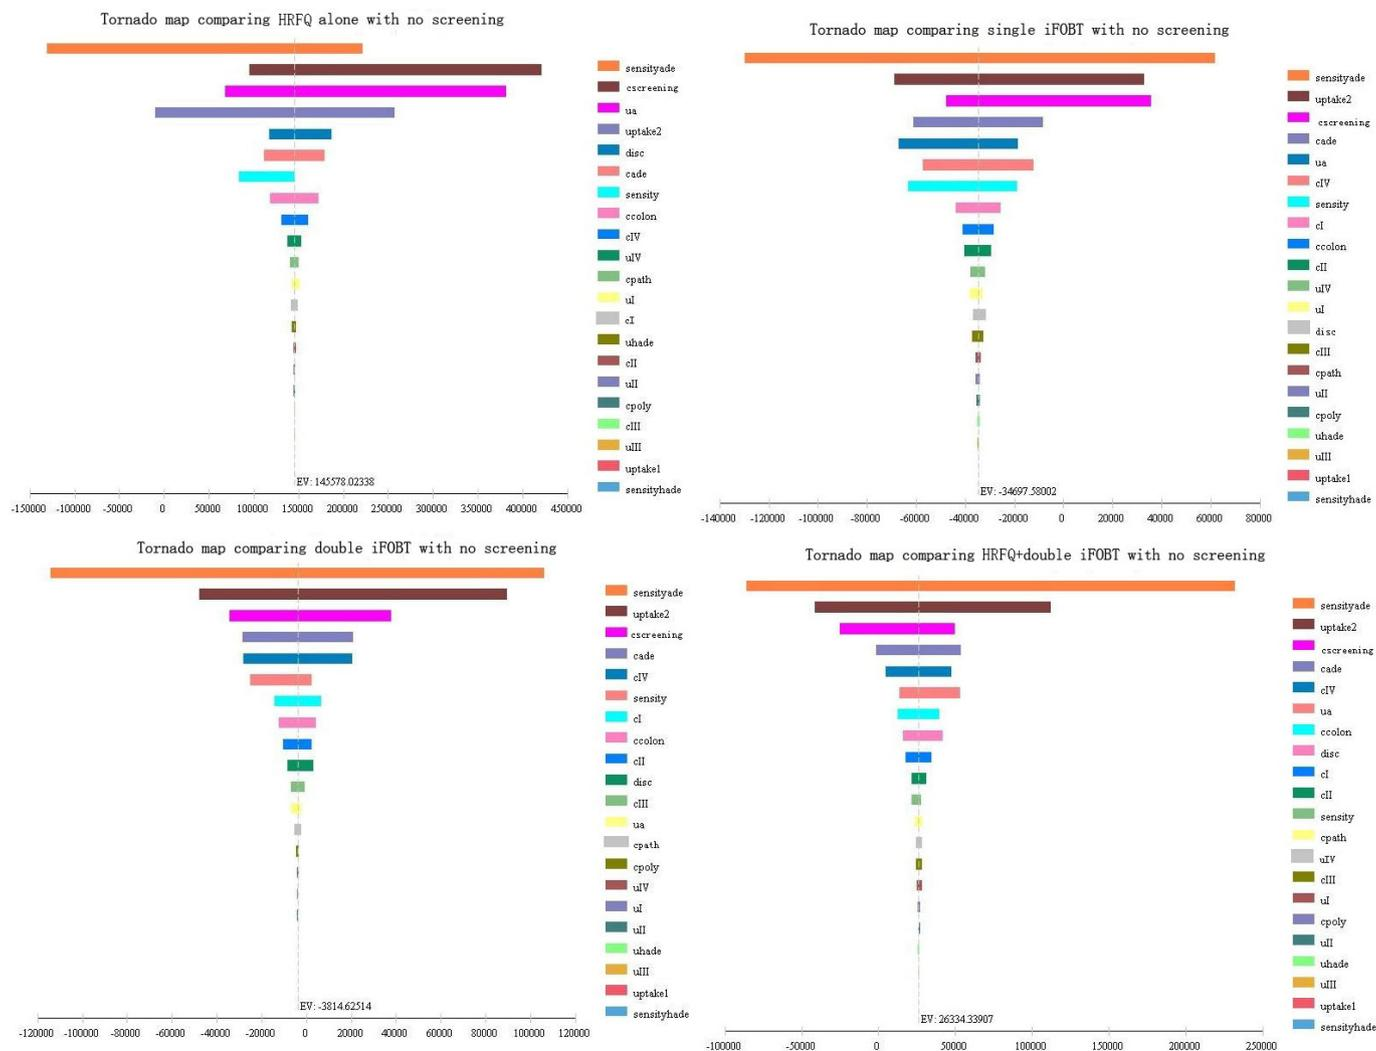 Tornado map comparing HRFQ alone with no screening
sensityade
cscreening
ua
uptake2
disc
cade
sensity
ccolon
cIV
uIV
cpath
uI
cI
uhade
cII
uII
cpoly
cIII
uIII
uptake1
sensityhade
EV: 145578.02338
-150000 -100000 -50000 0 50000 100000 150000 200000 250000 300000 350000 400000 450000
Tornado map comparing single iFOBT with no screening
sensityade
uptake2
cscreening
cade
ua
cIV
sensity
cI
ccolon
cII
uIV
uI
disc
cIII
cpath
uII
cpoly
uhade
uIII
uptake1
sensityhade
EV: -34697.58002
-140000 -120000 -100000 -80000 -60000 -40000 -20000 0 20000 40000 60000 80000
Tornado map comparing double iFOBT with no screening
sensityade
uptake2
cscreening
cade
cIV
sensity
cI
ccolon
cII
disc
cIII
ua
cpath
cpoly
uIV
uI
uII
uhade
uIII
uptake1
sensityhade
EV: -3814.62514
-120000 -100000 -80000 -60000 -40000 -20000 0 20000 40000 60000 80000 100000 120000
Tornado map comparing HRFQ+double iFOBT with no screening
sensityade
uptake2
cscreening
cade
cIV
ua
ccolon
disc
cI
cII
sensity
cpath
uIV
cIII
uI
cpoly
uII
uhade
uIII
uptake1
sensityhade
EV: 26334.33907
-100000 -50000 0 50000 100000 150000 200000 250000